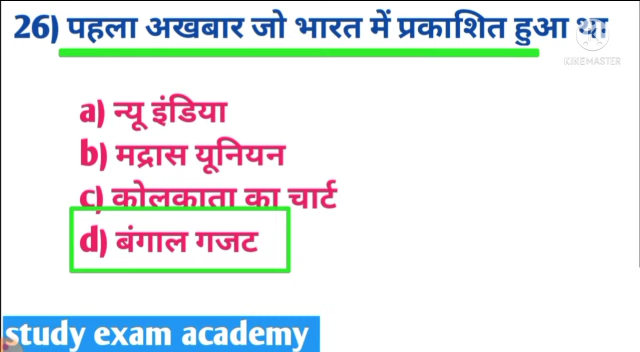 26) पहला अखबार जो भारत में प्रकाशित हुआ था
KINEMASTER
a) न्यू इंडिया
b) मद्रास यूनियन
c) कोलकाता का चार्ट
d) बंगाल गजट
study exam academy